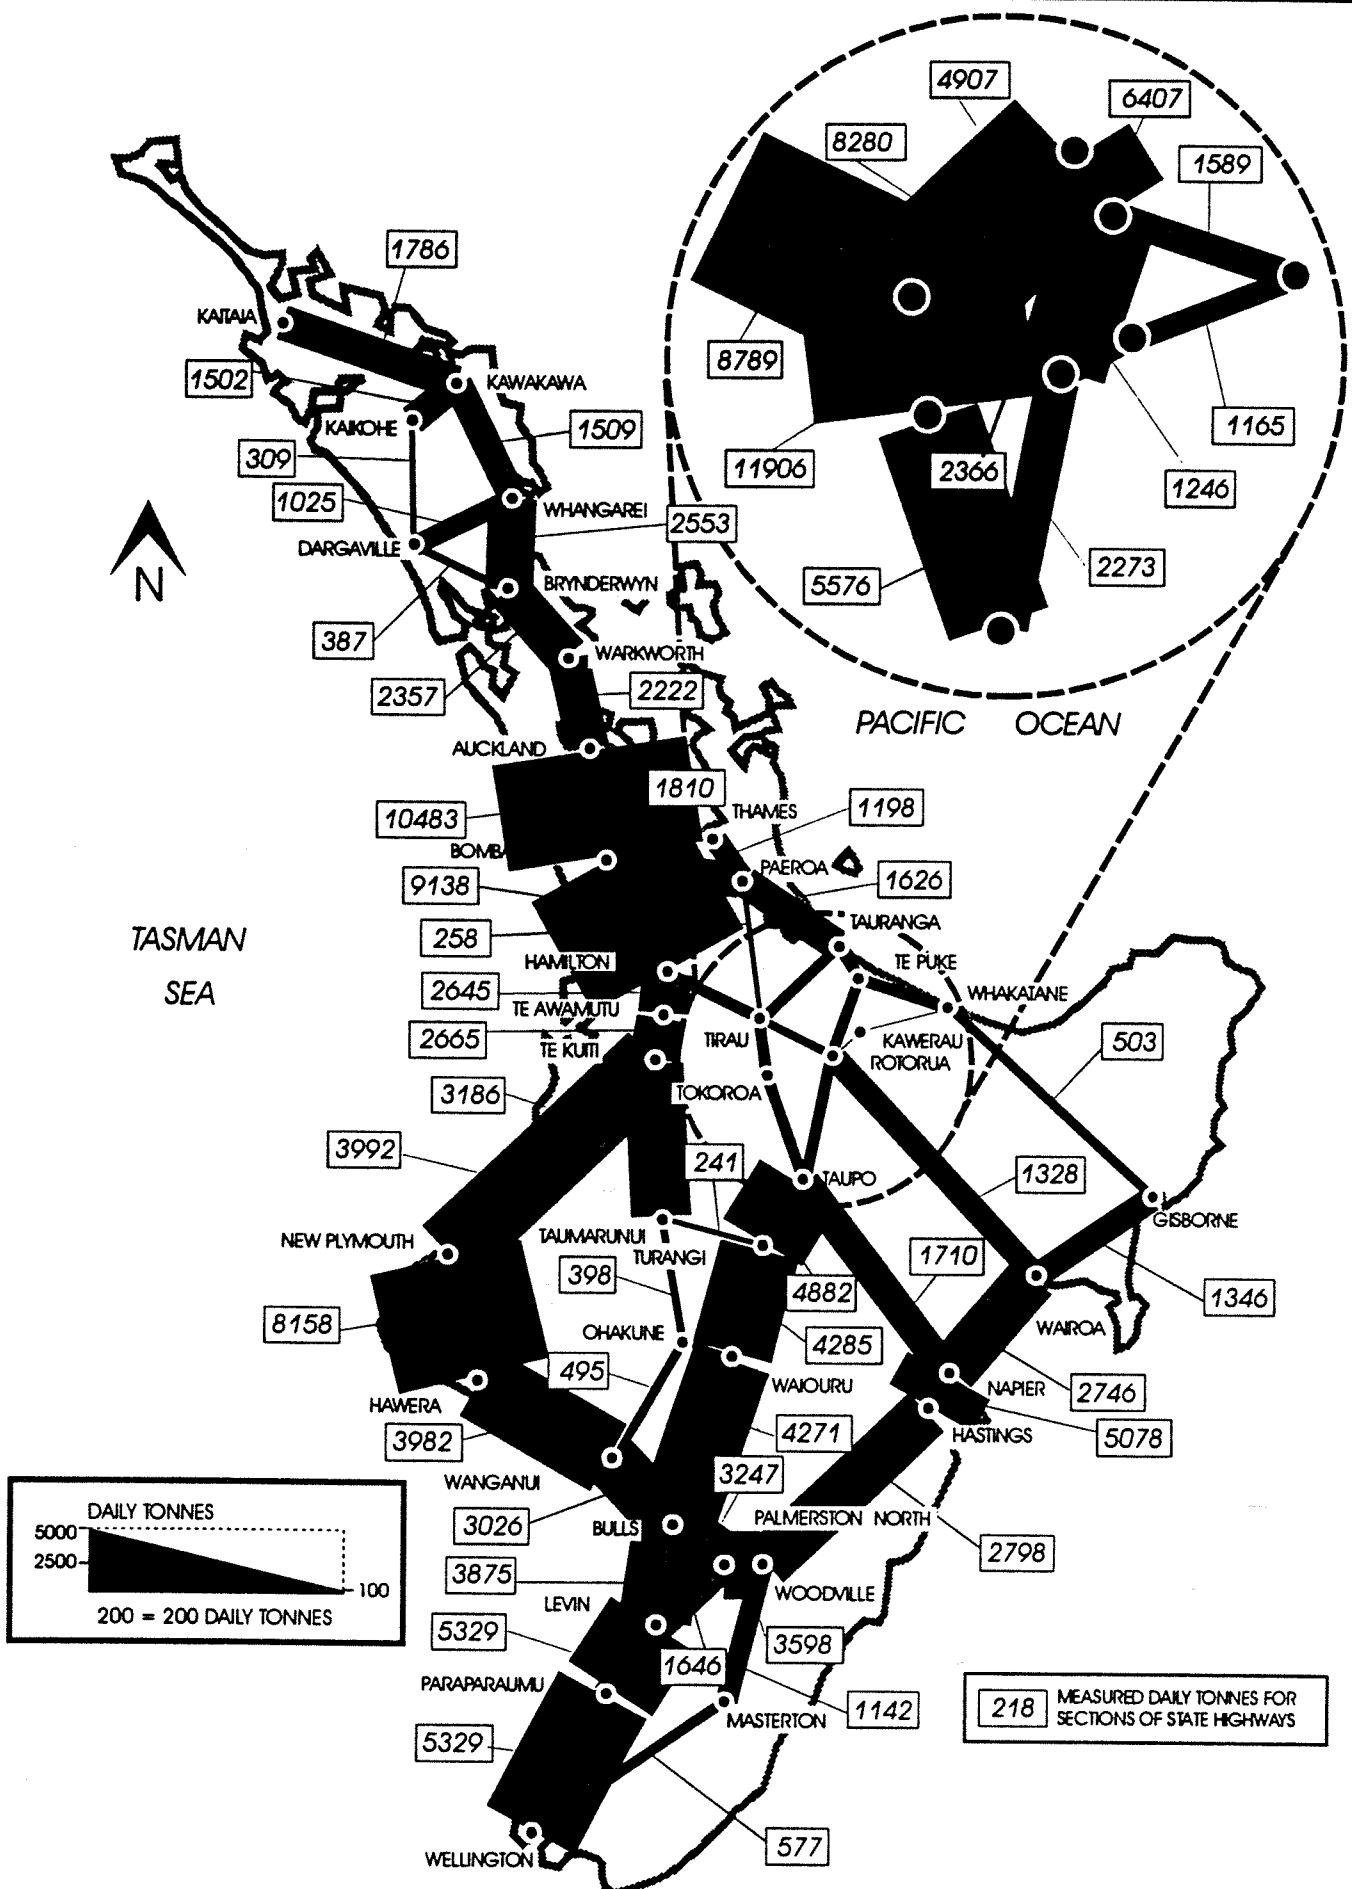 4907
6407
8280
1589
1786
KAITAIA
8789
1502
KAWAKAWA
KAIKOHE
1509
1165
309
11906
2366
1246
1025
WHANGAREI
2553
DARGAVILLE
N
BRYNDERWYN
5576
2273
387
WARKWORTH
2357
2222
PACIFIC OCEAN
AUCKLAND
1810
THAMES
1198
10483
BOMBA
PAEROA
9138
1626
TAURANGA
258
TASMAN
SEA
HAMILTON
TE PUKE
2645
WHAKATANE
TE AWAMUTU
2665
TIRAU
KAWERAU
503
TE KUITI
ROTORUA
3186
TOKOROA
3992
241
1328
TAUPO
GISBORNE
NEW PLYMOUTH
TAUMARUNUI
TURANGI
1710
398
4882
1346
8158
OHAKUNE
4285
WAIROA
495
WAIOURU
NAPIER
2746
HAWERA
3982
4271
HASTINGS
5078
WANGANUI
3247
DAILY TONNES
5000
2500
100
200 = 200 DAILY TONNES
3026
BULLS
PALMERSTON NORTH
2798
3875
WOODVILLE
LEVIN
5329
3598
1646
PARAPARAUMU
MASTERTON
1142
218
MEASURED DAILY TONNES FOR
SECTIONS OF STATE HIGHWAYS
5329
577
WELLINGTON